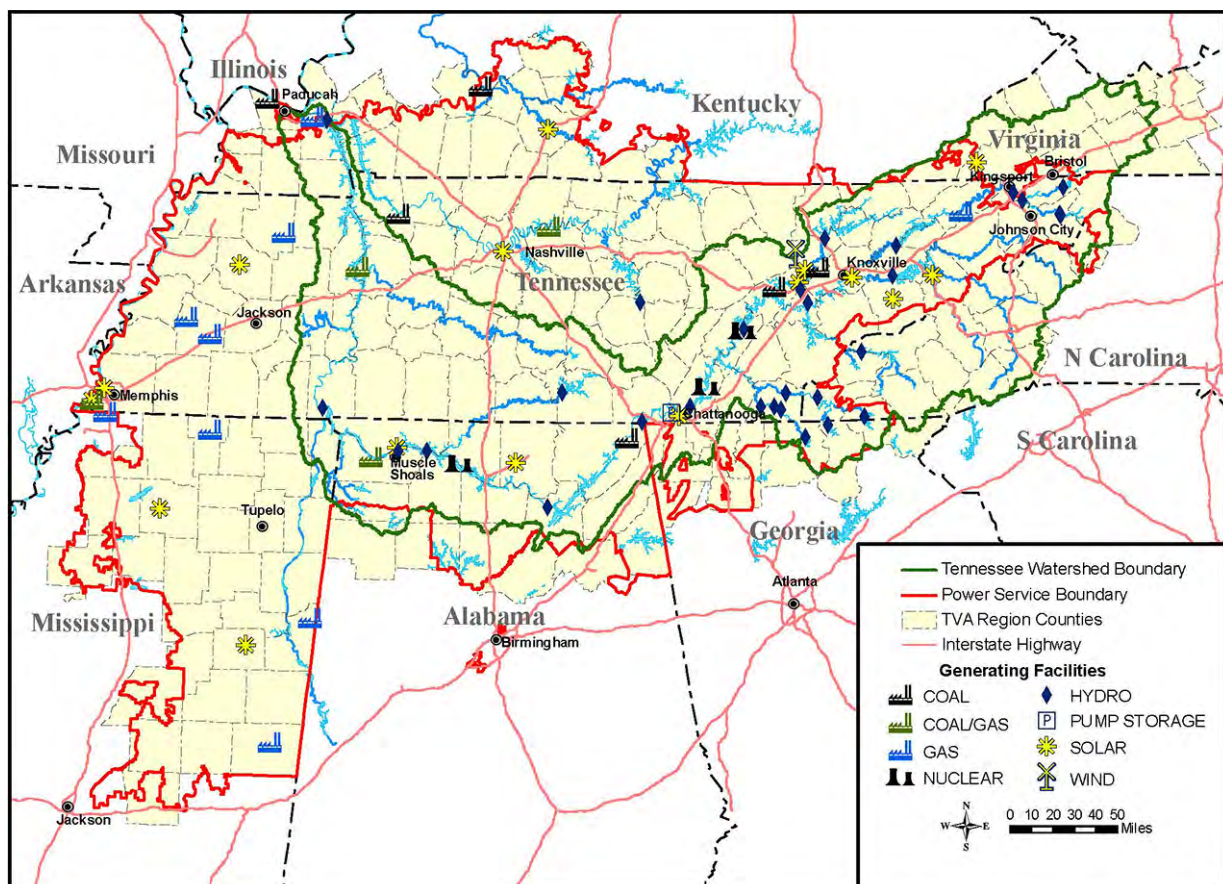 Illinois
Paducah
Kentucky
Missouri
Virginia
Bristol
Kingsport
Johnson City
Nashville
Knoxville
Tennessee
Arkansas
Jackson
N Carolina
Memphis
Chattanooga
S Carolina
P
Muscle
Shoals
Tupelo
Georgia
Atlanta
Mississippi
Alabama
Birmingham
Jackson
Tennessee Watershed Boundary
Power Service Boundary
TVA Region Counties
Interstate Highway
Generating Facilities
COAL
HYDRO
COAL/GAS
P PUMP STORAGE
GAS
SOLAR
NUCLEAR
WIND
N
W E
S
0 10 20 30 40 50
Miles